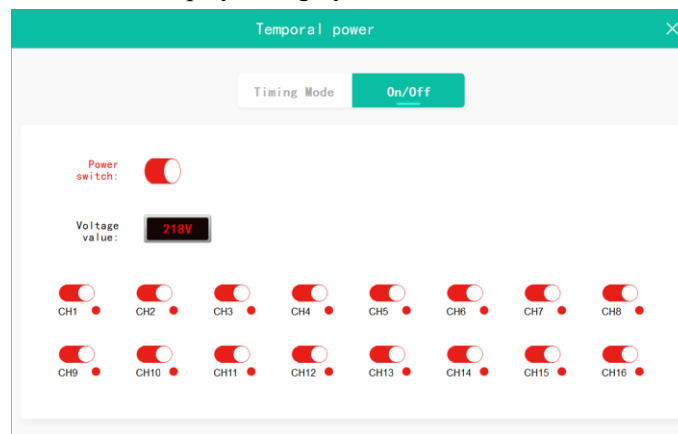 Temporal power
Timing Mode On/Off
Power
switch:
Voltage
value:
218V
CH1 CH2 CH3 CH4 CH5 CH6 CH7 CH8
CH9 CH10 CH11 CH12 CH13 CH14 CH15 CH16